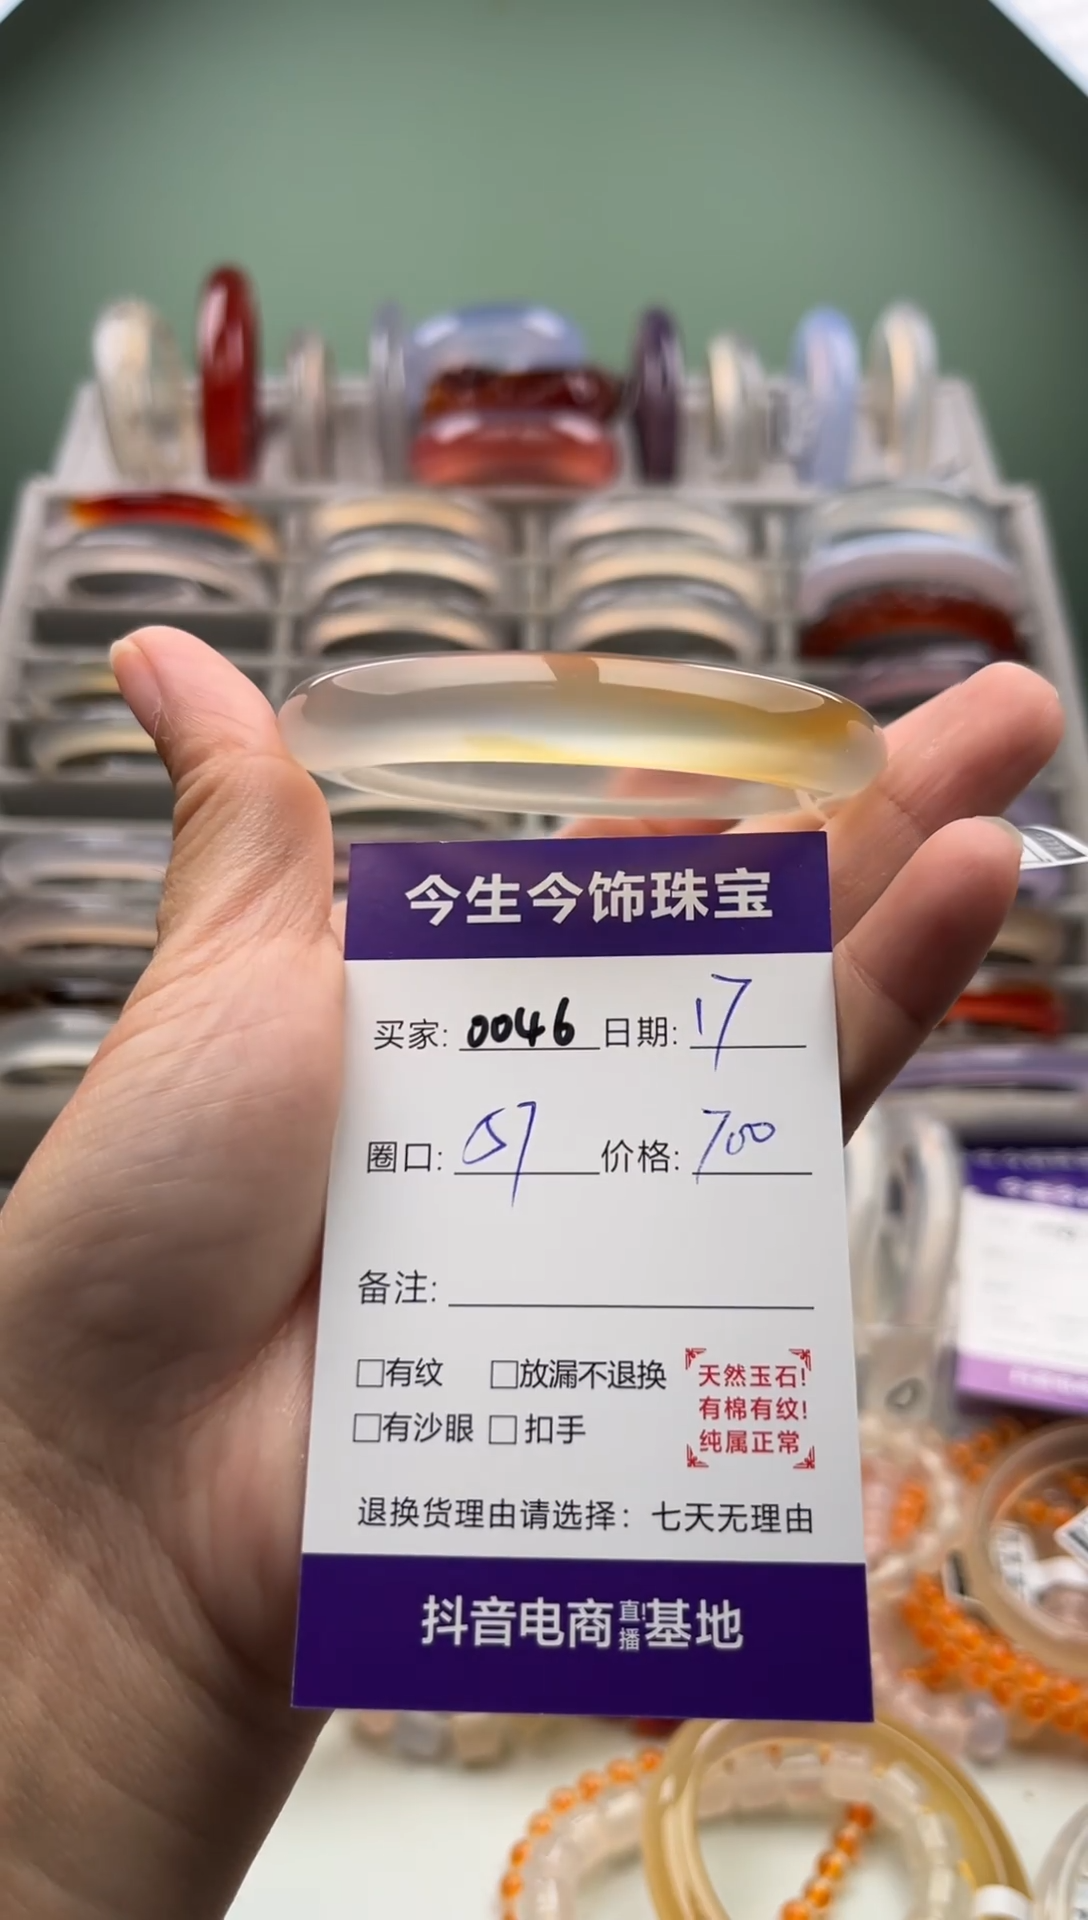 今生今饰珠宝
买家: 0046 日期: 17
圈口: 57 价格: 700
备注:
□有纹 □放漏不退换
□有沙眼 □扣手
天然玉石!
有棉有纹!
纯属正常
退换货理由请选择：七天无理由
抖音电商直播基地